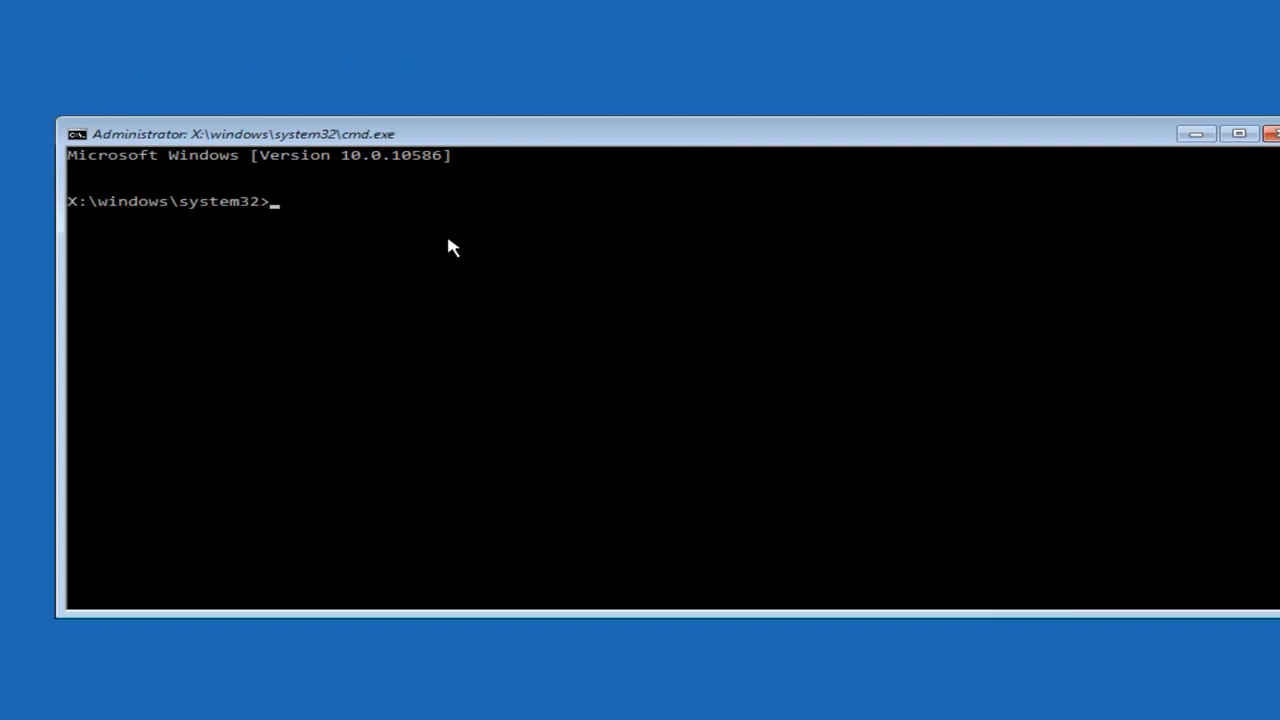 Administrator: X:\windows\system32\cmd.exe
Microsoft Windows [Version 10.0.10586]
X:\windows\system32>_